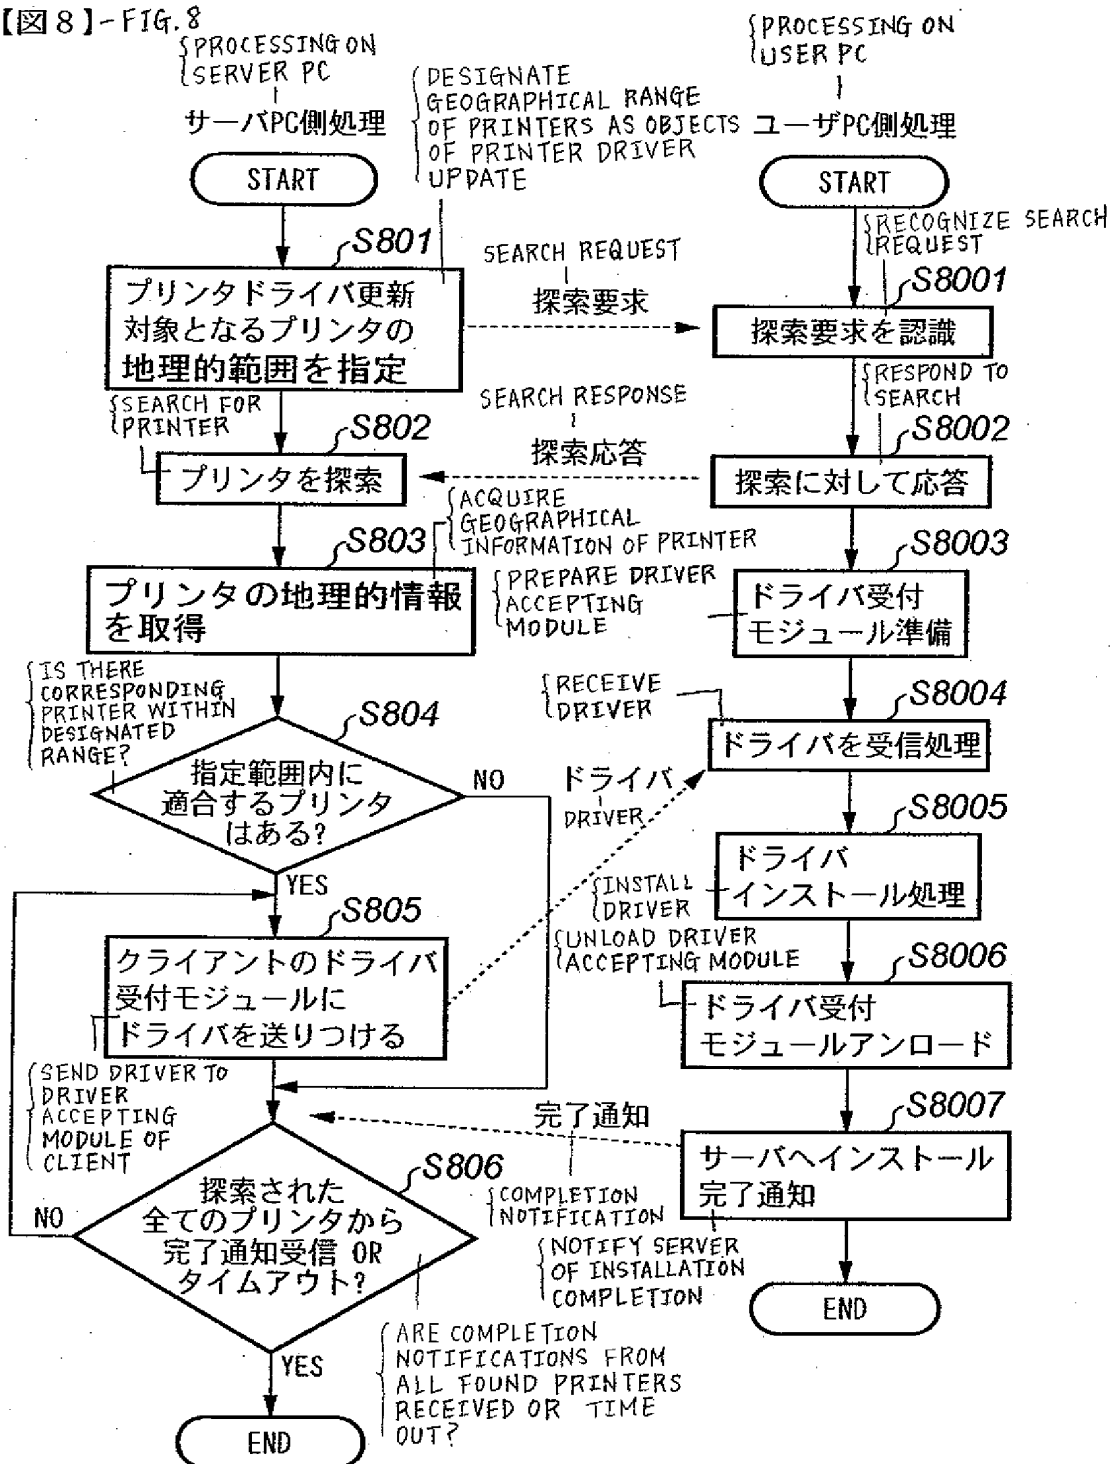 【図8】-FIG.8
PROCESSING ON
SERVER PC
サーバPC側処理
START
DESIGNATE
GEOGRAPHICAL RANGE
OF PRINTERS AS OBJECTS
OF PRINTER DRIVER
UPDATE
S801
プリンタドライバ更新
対象となるプリンタの
地理的範囲を指定
SEARCH REQUEST
探索要求
SEARCH FOR
PRINTER
S802
プリンタを探索
SEARCH RESPONSE
探索応答
ACQUIRE
GEOGRAPHICAL
INFORMATION OF PRINTER
S803
プリンタの地理的情報
を取得
IS THERE
CORRESPONDING
PRINTER WITHIN
DESIGNATED
RANGE?
S804
指定範囲内に
適合するプリンタ
はある?
NO
YES
ドライバ
DRIVER
S805
クライアントのドライバ
受付モジュールに
ドライバを送りつける
SEND DRIVER TO
DRIVER
ACCEPTING
MODULE OF
CLIENT
S806
探索された
全てのプリンタから
完了通知受信 OR
タイムアウト?
NO
YES
ARE COMPLETION
NOTIFICATIONS FROM
ALL FOUND PRINTERS
RECEIVED OR TIME
OUT?
END
PROCESSING ON
USER PC
ユーザPC側処理
START
RECOGNIZE SEARCH
REQUEST
S8001
探索要求を認識
RESPOND TO
SEARCH
S8002
探索に対して応答
S8003
PREPARE DRIVER
ACCEPTING
MODULE
ドライバ受付
モジュール準備
RECEIVE
DRIVER
S8004
ドライバを受信処理
S8005
INSTALL
DRIVER
ドライバ
インストール処理
UNLOAD DRIVER
ACCEPTING MODULE
S8006
ドライバ受付
モジュールアンロード
完了通知
COMPLETION
NOTIFICATION
S8007
サーバへインストール
完了通知
NOTIFY SERVER
OF INSTALLATION
COMPLETION
END